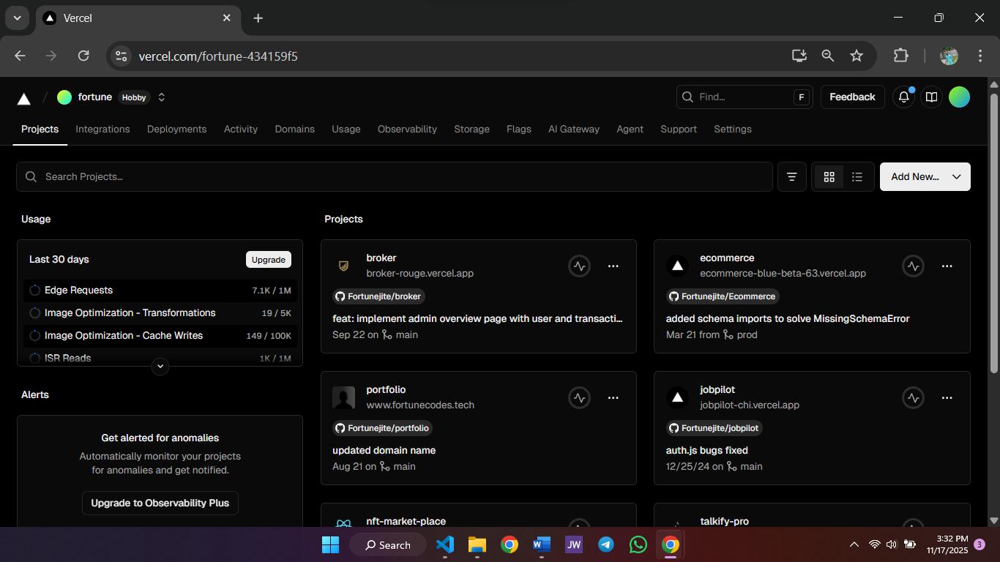 Vercel
vercel.com/fortune-434159f5
fortune Hobby
Find...
F
Feedback
Projects Integrations Deployments Activity Domains Usage Observability Storage Flags AI Gateway Agent Support Settings
Search Projects...
Add New...
Usage
Last 30 days
Upgrade
Edge Requests 7.1K / 1M
Image Optimization - Transformations 19 / 5K
Image Optimization - Cache Writes 149 / 100K
ISR Reads 1K / 1M
Alerts
Get alerted for anomalies
Automatically monitor your projects
for anomalies and get notified.
Upgrade to Observability Plus
Projects
broker
broker-rouge.vercel.app
Fortunejite/broker
feat: implement admin overview page with user and transacti...
Sep 22 on main
ecommerce
ecommerce-blue-beta-63.vercel.app
Fortunejite/Ecommerce
added schema imports to solve MissingSchemaError
Mar 21 from prod
portfolio
www.fortunecodes.tech
Fortunejite/portfolio
updated domain name
Aug 21 on main
jobpilot
jobpilot-chi.vercel.app
Fortunejite/jobpilot
auth.js bugs fixed
12/25/24 on main
nft-market-place
talkify-pro
Search
JW
3:32 PM
11/17/2025
3